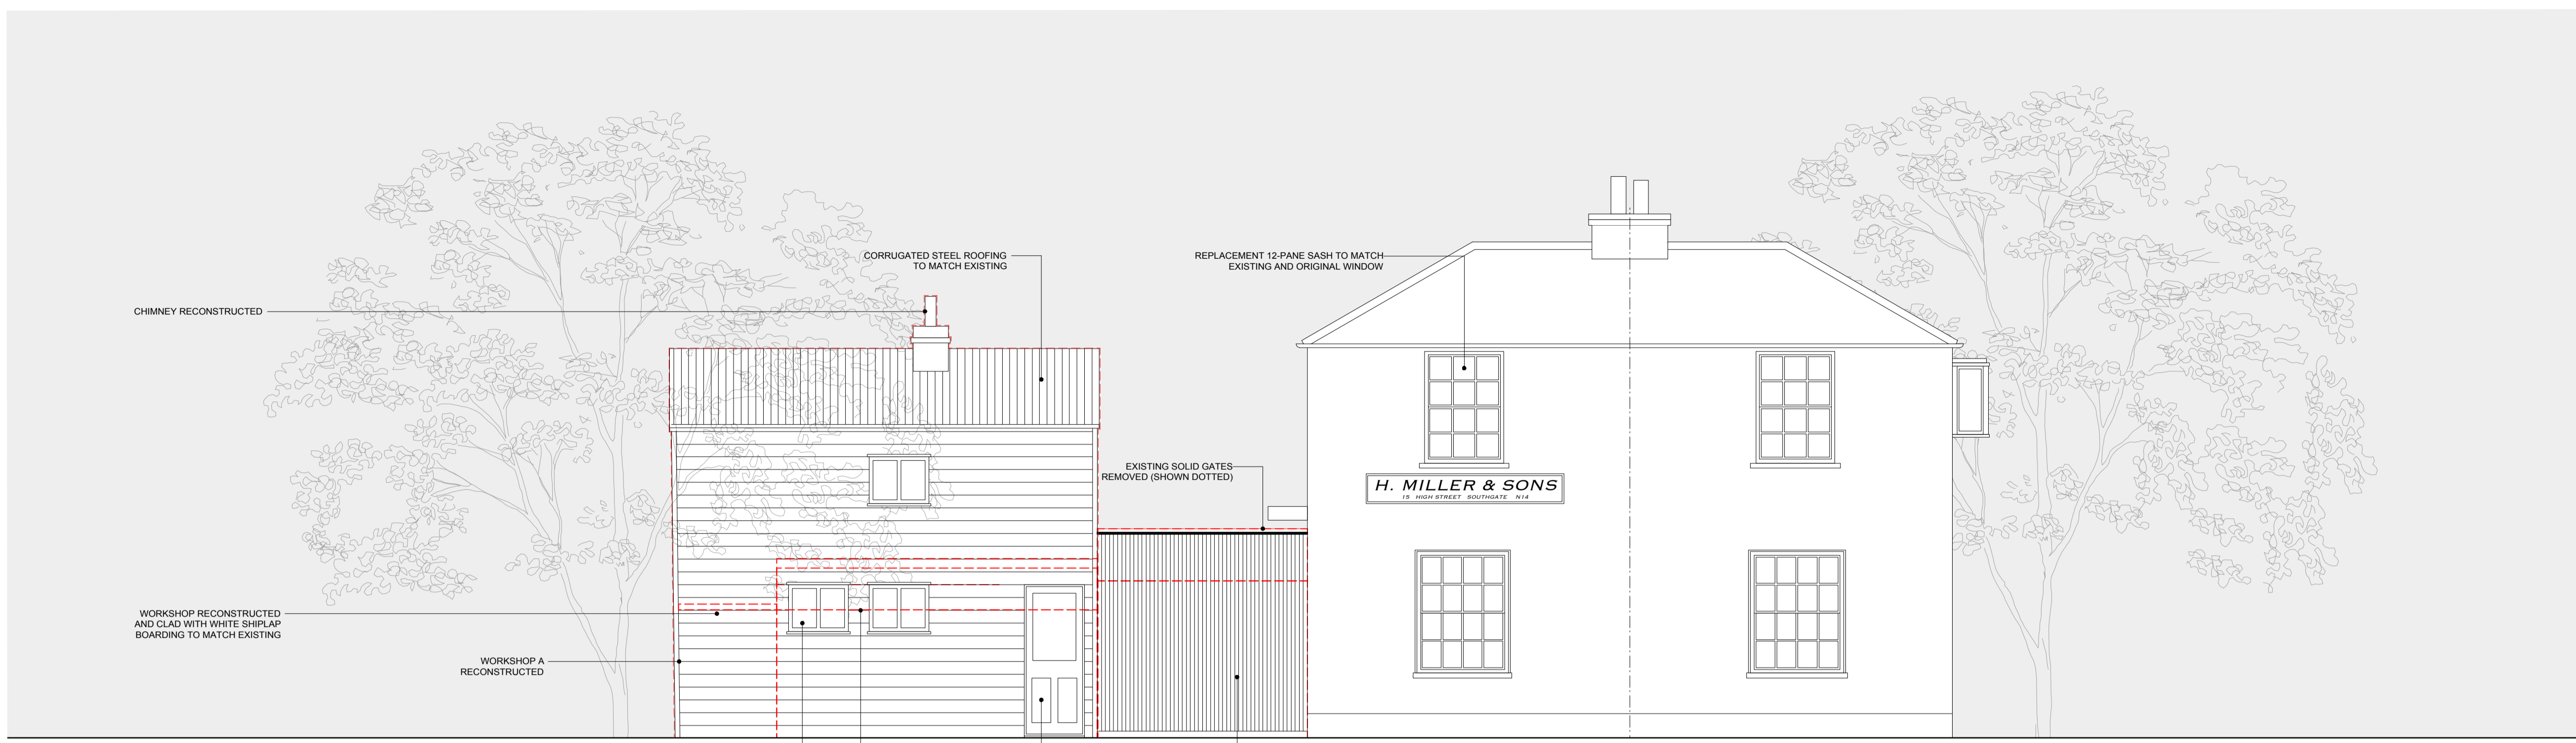 CORRUGATED STEEL ROOFING
TO MATCH EXISTING
REPLACEMENT 12-PANE SASH TO MATCH
EXISTING AND ORIGINAL WINDOW
CHIMNEY RECONSTRUCTED
EXISTING SOLID GATES
REMOVED (SHOWN DOTTED)
H. MILLER & SONS
15 HIGH STREET SOUTHGATE N14
WORKSHOP RECONSTRUCTED
AND CLAD WITH WHITE SHIPLAP
BOARDING TO MATCH EXISTING
WORKSHOP A
RECONSTRUCTED